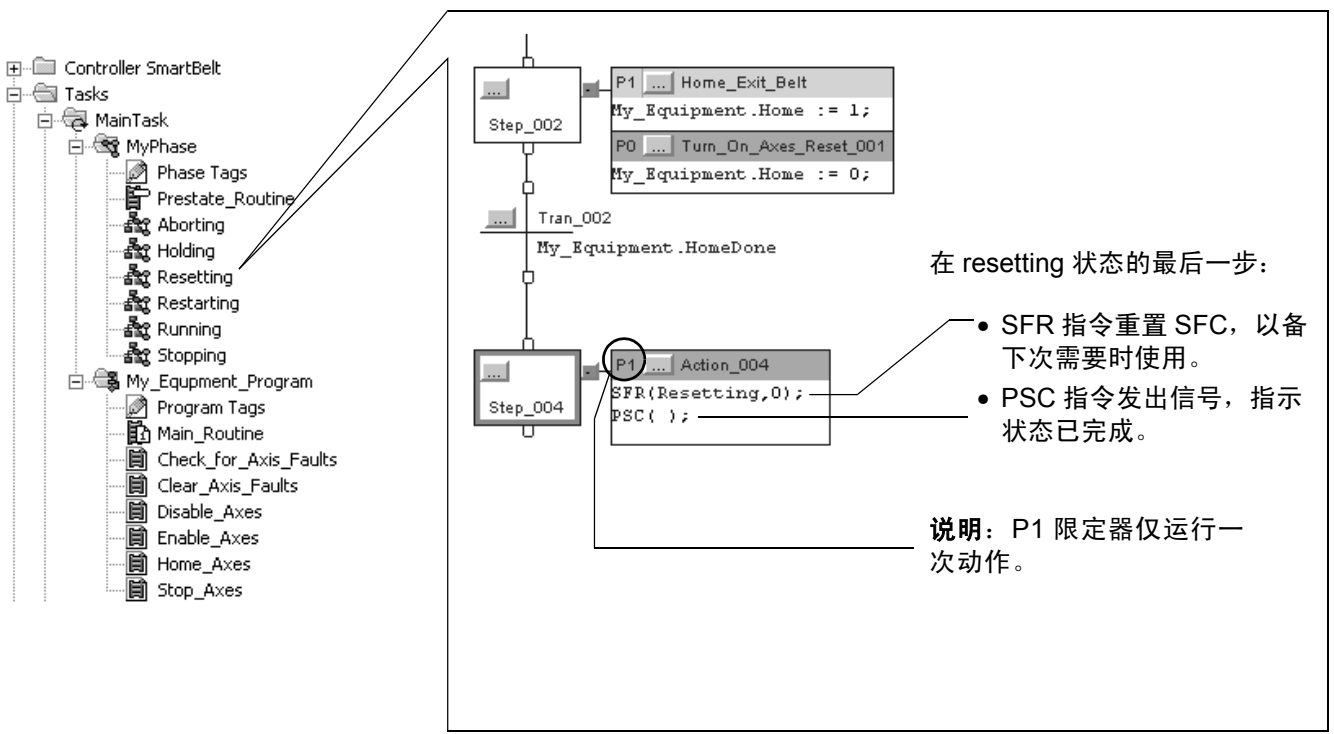 Controller SmartBelt
Tasks
MainTask
MyPhase
Phase Tags
Prestate_Routine
Aborting
Holding
Resetting
Restarting
Running
Stopping
My_Equpment_Program
Program Tags
Main_Routine
Check_for_Axis_Faults
Clear_Axis_Faults
Disable_Axes
Enable_Axes
Home_Axes
Stop_Axes
...
Step_002
P1 ... Home_Exit_Belt
My_Equipment.Home := 1;
P0 ... Turn_On_Axes_Reset_001
My_Equipment.Home := 0;
... Tran_002
My_Equipment.HomeDone
...
Step_004
P1 ... Action_004
SFR(Resetting,0);
PSC( );
在 resetting 状态的最后一步：
• SFR 指令重置 SFC，以备
下次需要时使用。
• PSC 指令发出信号，指示
状态已完成。
说明：P1 限定器仅运行一
次动作。